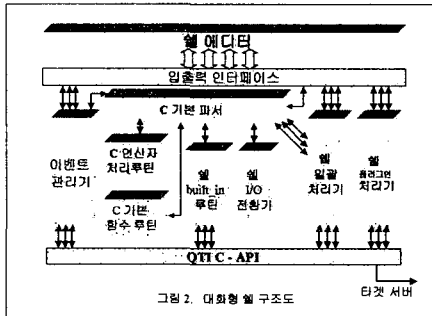 쉘 에디터
입출력 인터페이스
C 기본 파서
이벤트
관리기
C 연산자
처리루틴
C 기본
함수 루틴
쉘
built_in
루틴
쉘
I/O
전환기
쉘
일괄
처리기
쉘
플러그인
처리기
QTI C - API
타겟 서버
그림 2. 대화형 쉘 구조도